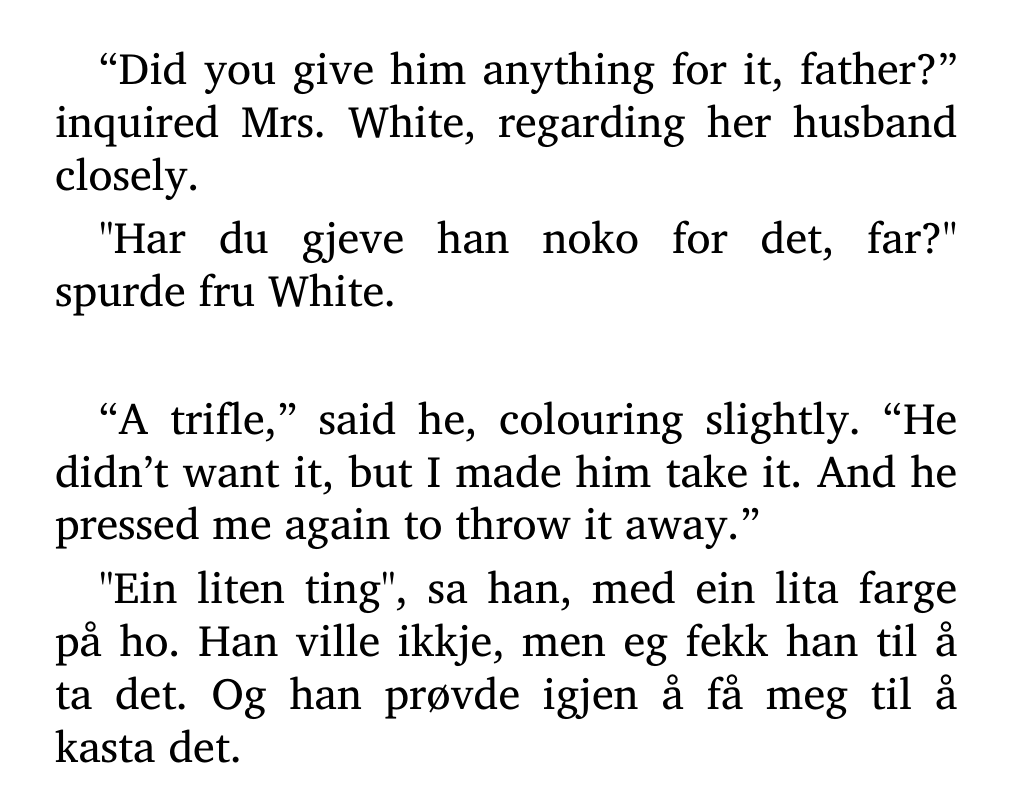 “Did you give him anything for it, father?”
inquired Mrs. White, regarding her husband
closely.
"Har du gjeve han noko for det, far?"
spurde fru White.
“A trifle,” said he, colouring slightly. “He
didn’t want it, but I made him take it. And he
pressed me again to throw it away.”
"Ein liten ting", sa han, med ein lita farge
på ho. Han ville ikkje, men eg fekk han til å
ta det. Og han prøvde igjen å få meg til å
kasta det.